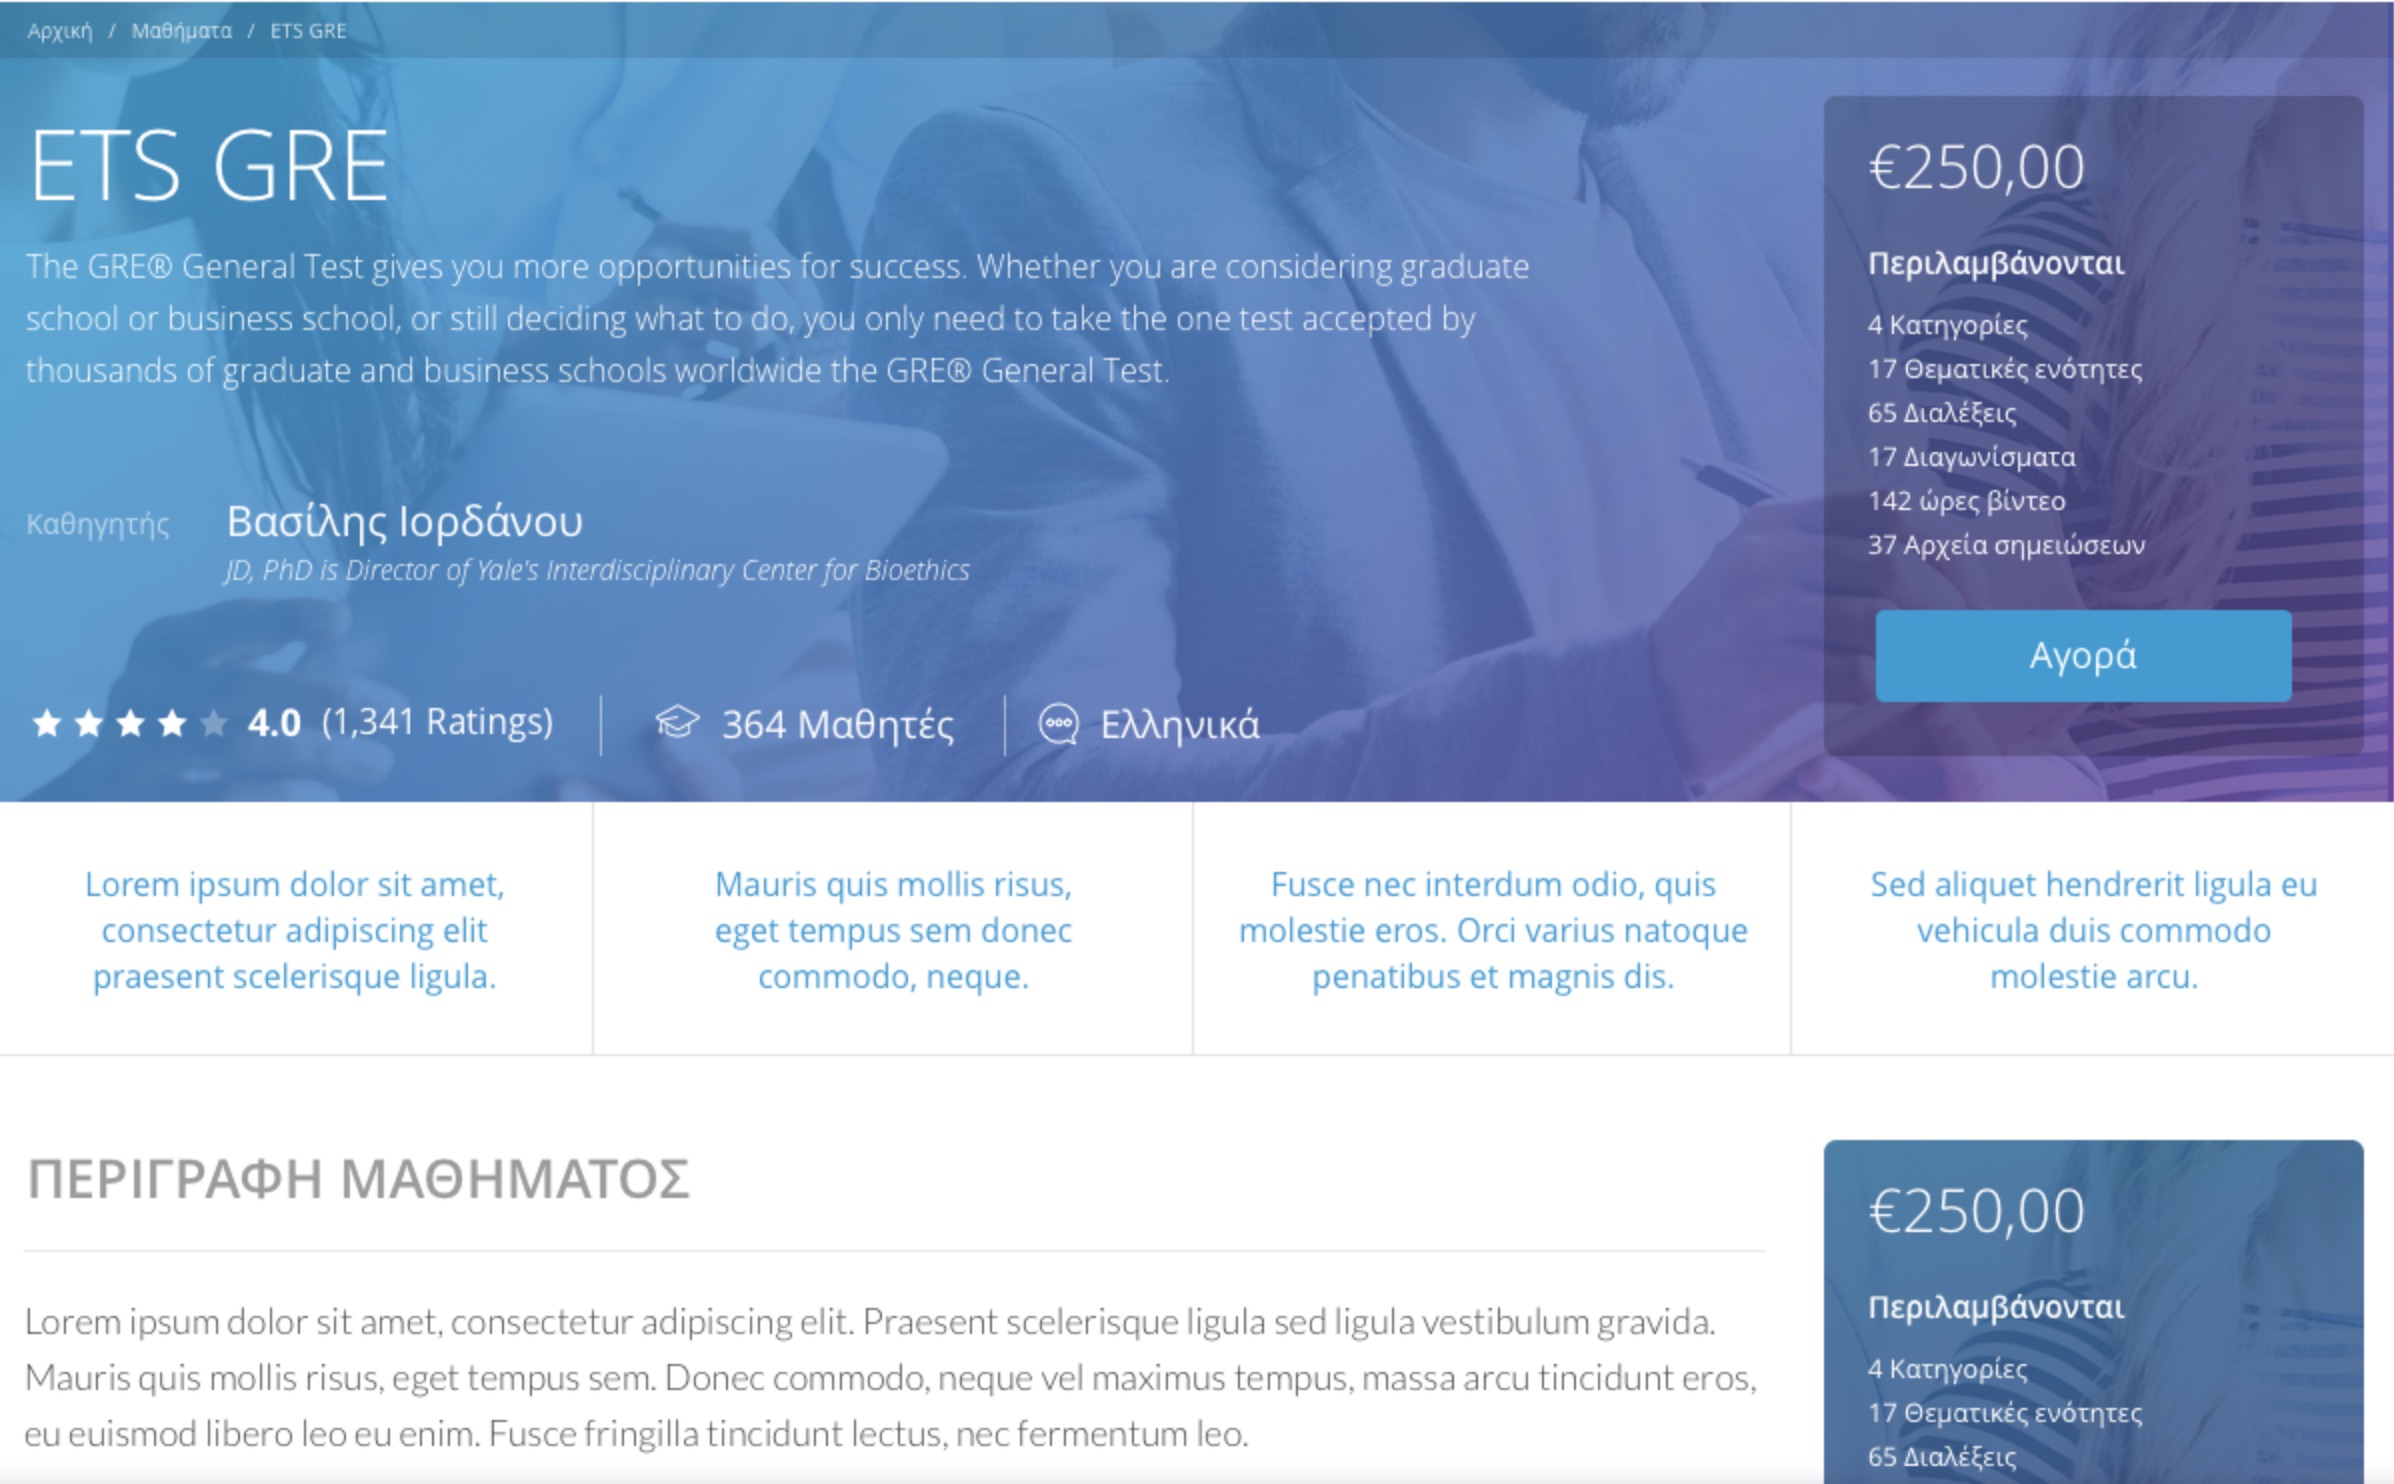 Αρχική / Μαθήματα / ETS GRE
ETS GRE
The GRE® General Test gives you more opportunities for success. Whether you are considering graduate
school or business school, or still deciding what to do, you only need to take the one test accepted by
thousands of graduate and business schools worldwide the GRE® General Test.
Καθηγητής Βασίλης Ιορδάνου
JD, PhD is Director of Yale's Interdisciplinary Center for Bioethics
4.0 (1,341 Ratings) 364 Μαθητές Ελληνικά
€250,00
Περιλαμβάνονται
4 Κατηγορίες
17 Θεματικές ενότητες
65 Διαλέξεις
17 Διαγωνίσματα
142 ώρες βίντεο
37 Αρχεία σημειώσεων
Αγορά
Lorem ipsum dolor sit amet,
consectetur adipiscing elit
praesent scelerisque ligula.
Mauris quis mollis risus,
eget tempus sem donec
commodo, neque.
Fusce nec interdum odio, quis
molestie eros. Orci varius natoque
penatibus et magnis dis.
Sed aliquet hendrerit ligula eu
vehicula duis commodo
molestie arcu.
ΠΕΡΙΓΡΑΦΗ ΜΑΘΗΜΑΤΟΣ
Lorem ipsum dolor sit amet, consectetur adipiscing elit. Praesent scelerisque ligula sed ligula vestibulum gravida.
Mauris quis mollis risus, eget tempus sem. Donec commodo, neque vel maximus tempus, massa arcu tincidunt eros,
eu euismod libero leo eu enim. Fusce fringilla tincidunt lectus, nec fermentum leo.
€250,00
Περιλαμβάνονται
4 Κατηγορίες
17 Θεματικές ενότητες
65 Διαλέξεις